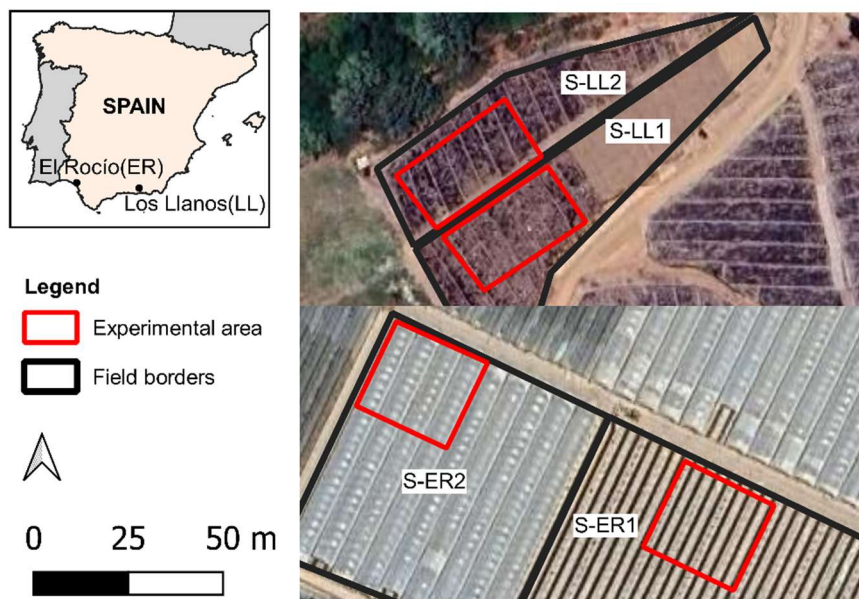 SPAIN
El Rocío(ER)
Los Llanos(LL)
Legend
Experimental area
Field borders
0 25 50 m
S-LL2
S-LL1
S-ER2
S-ER1